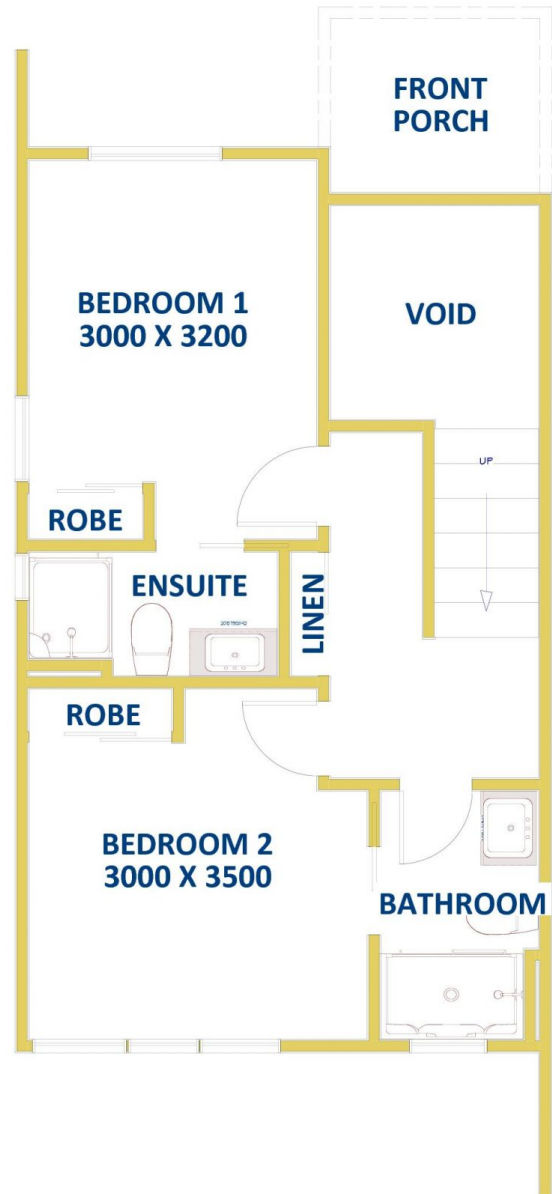 FRONT
PORCH
BEDROOM 1
3000 X 3200
VOID
UP
ROBE
ENSUITE
LINEN
ROBE
BEDROOM 2
3000 X 3500
BATHROOM